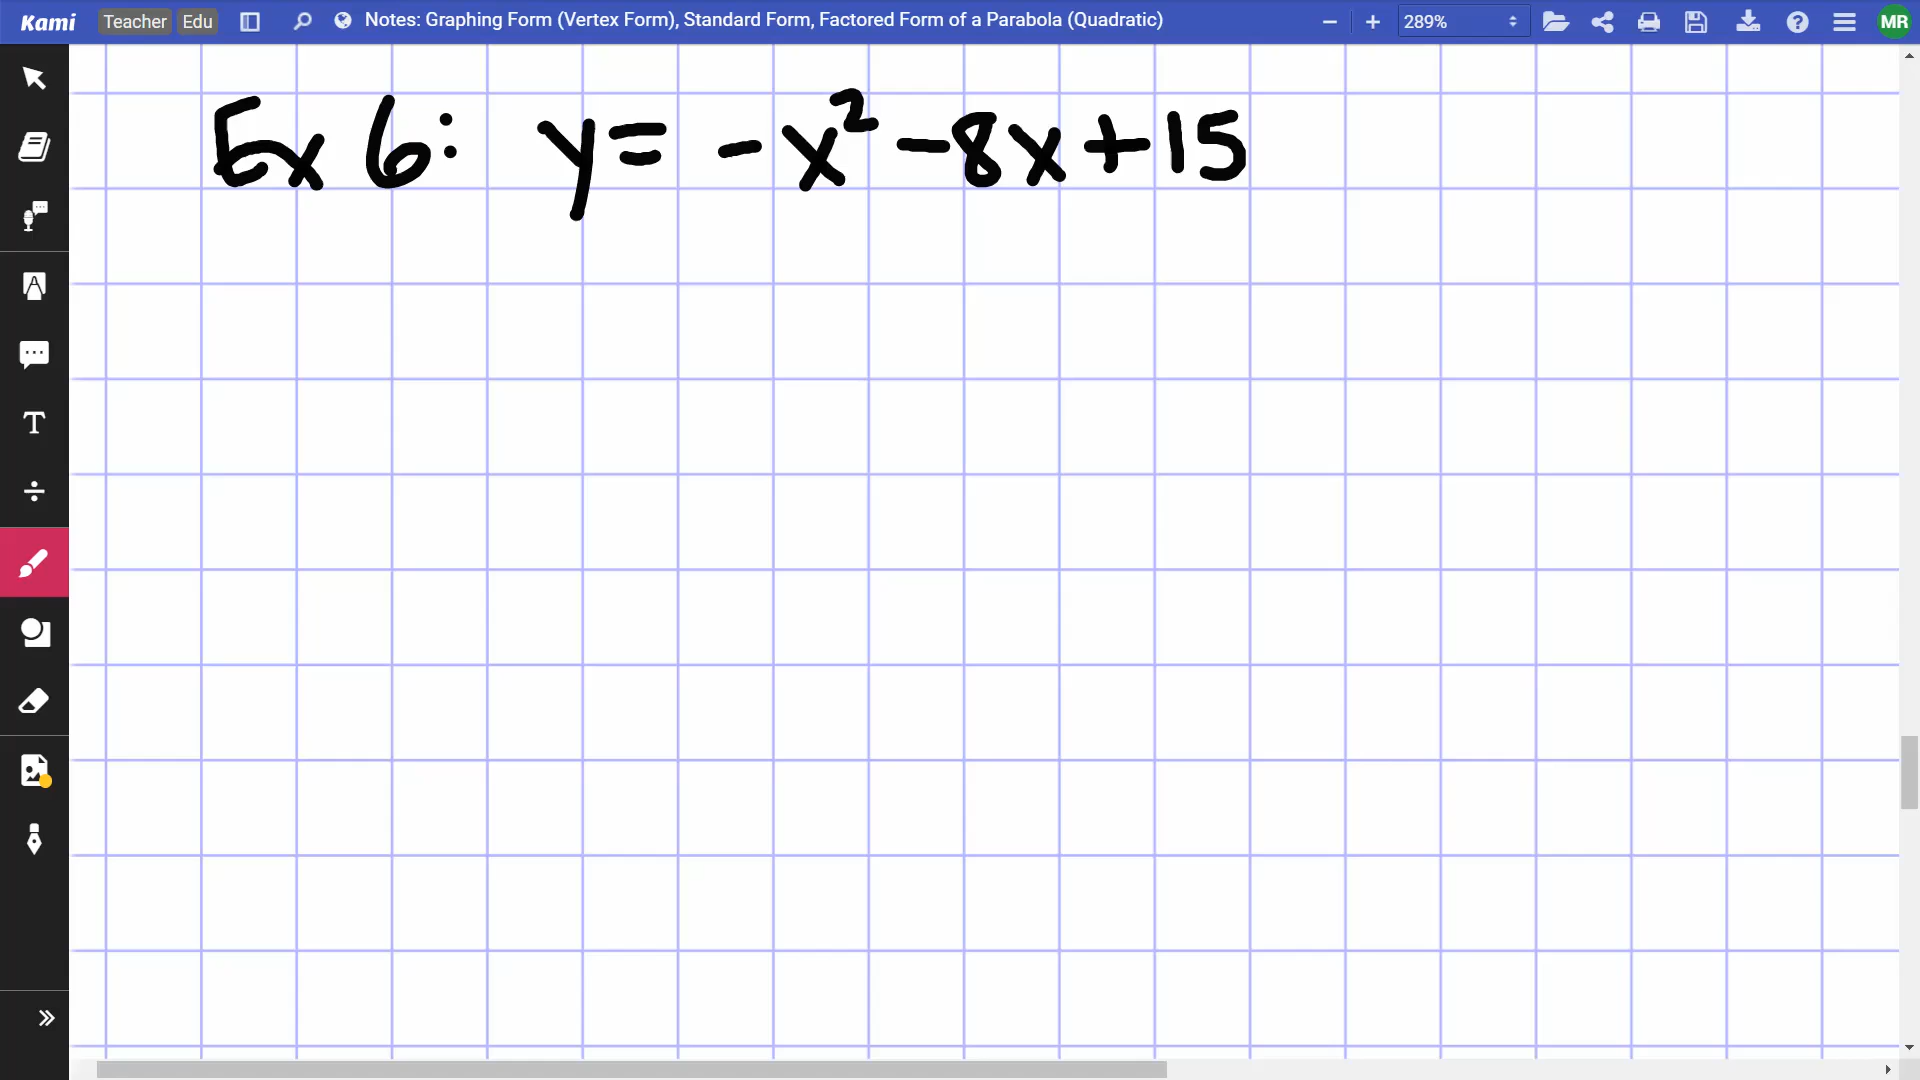 Kami Teacher Edu Notes: Graphing Form (Vertex Form), Standard Form, Factored Form of a Parabola (Quadratic) 289% MR
Ex 6: y = -x² -8x +15